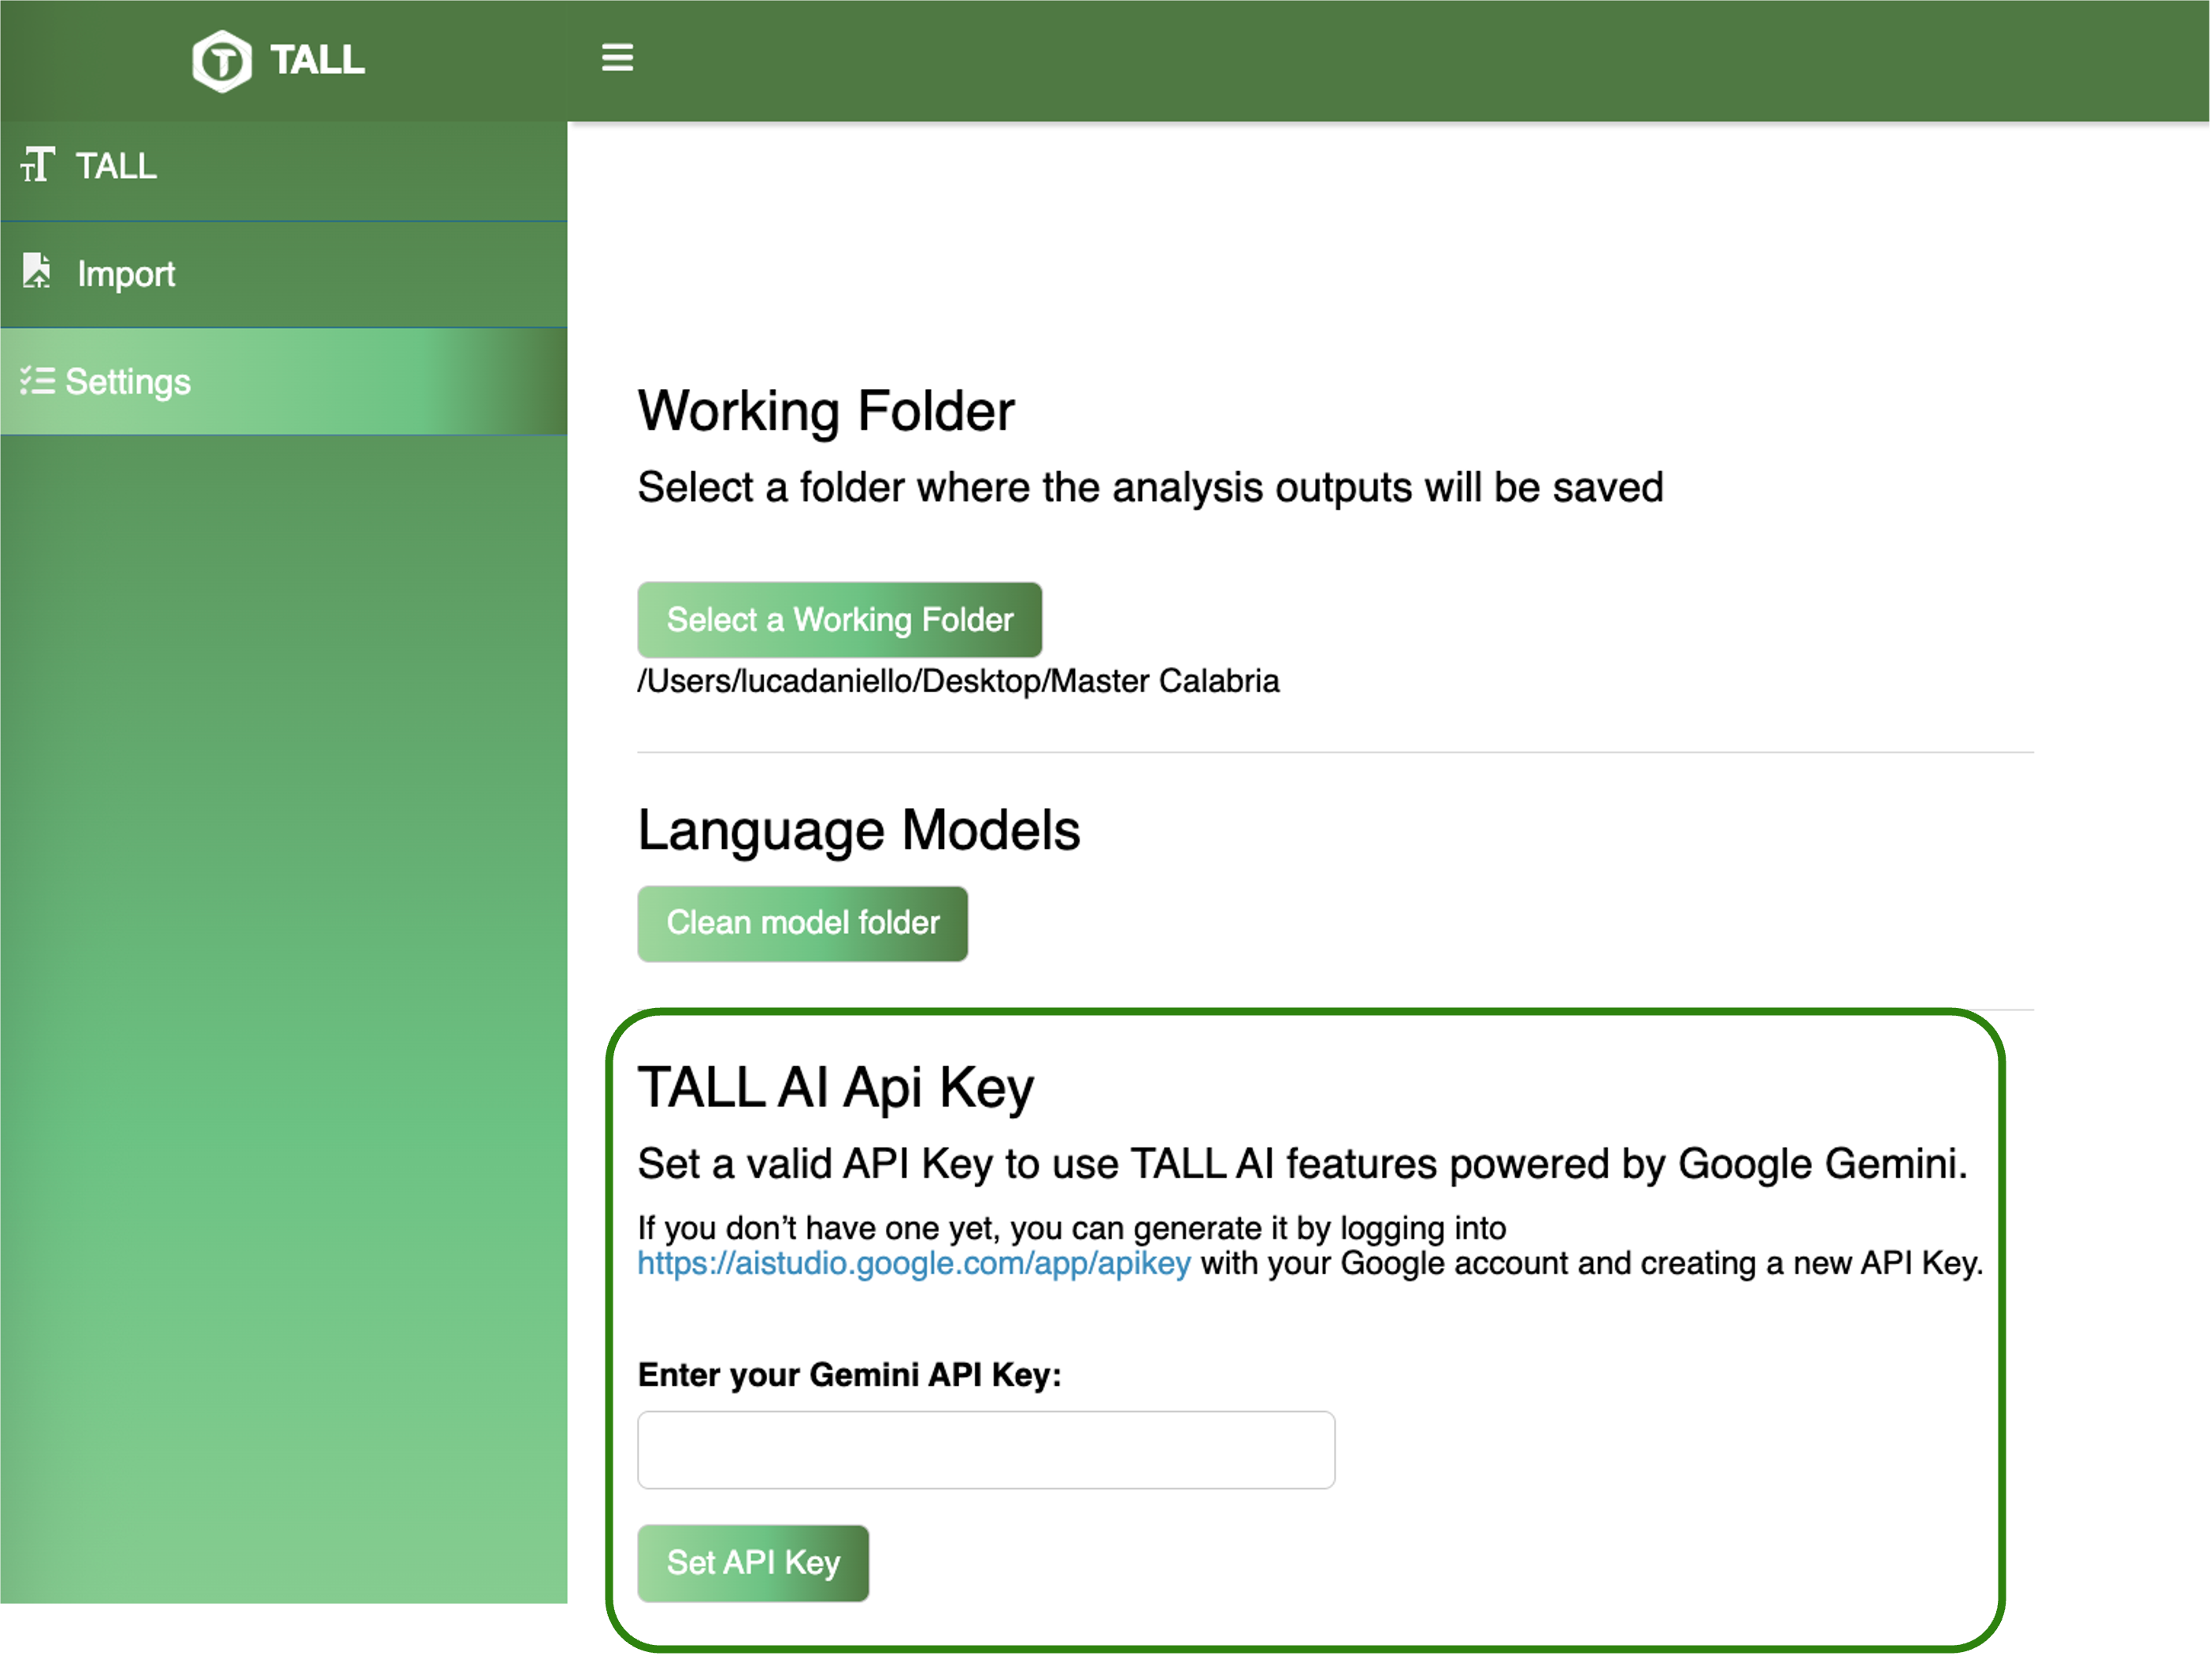 TALL
TALL
Import
Settings
Working Folder
Select a folder where the analysis outputs will be saved
Select a Working Folder
/Users/lucadaniello/Desktop/Master Calabria
Language Models
Clean model folder
TALL AI Api Key
Set a valid API Key to use TALL AI features powered by Google Gemini.
If you don’t have one yet, you can generate it by logging into
https://aistudio.google.com/app/apikey with your Google account and creating a new API Key.
Enter your Gemini API Key:
Set API Key